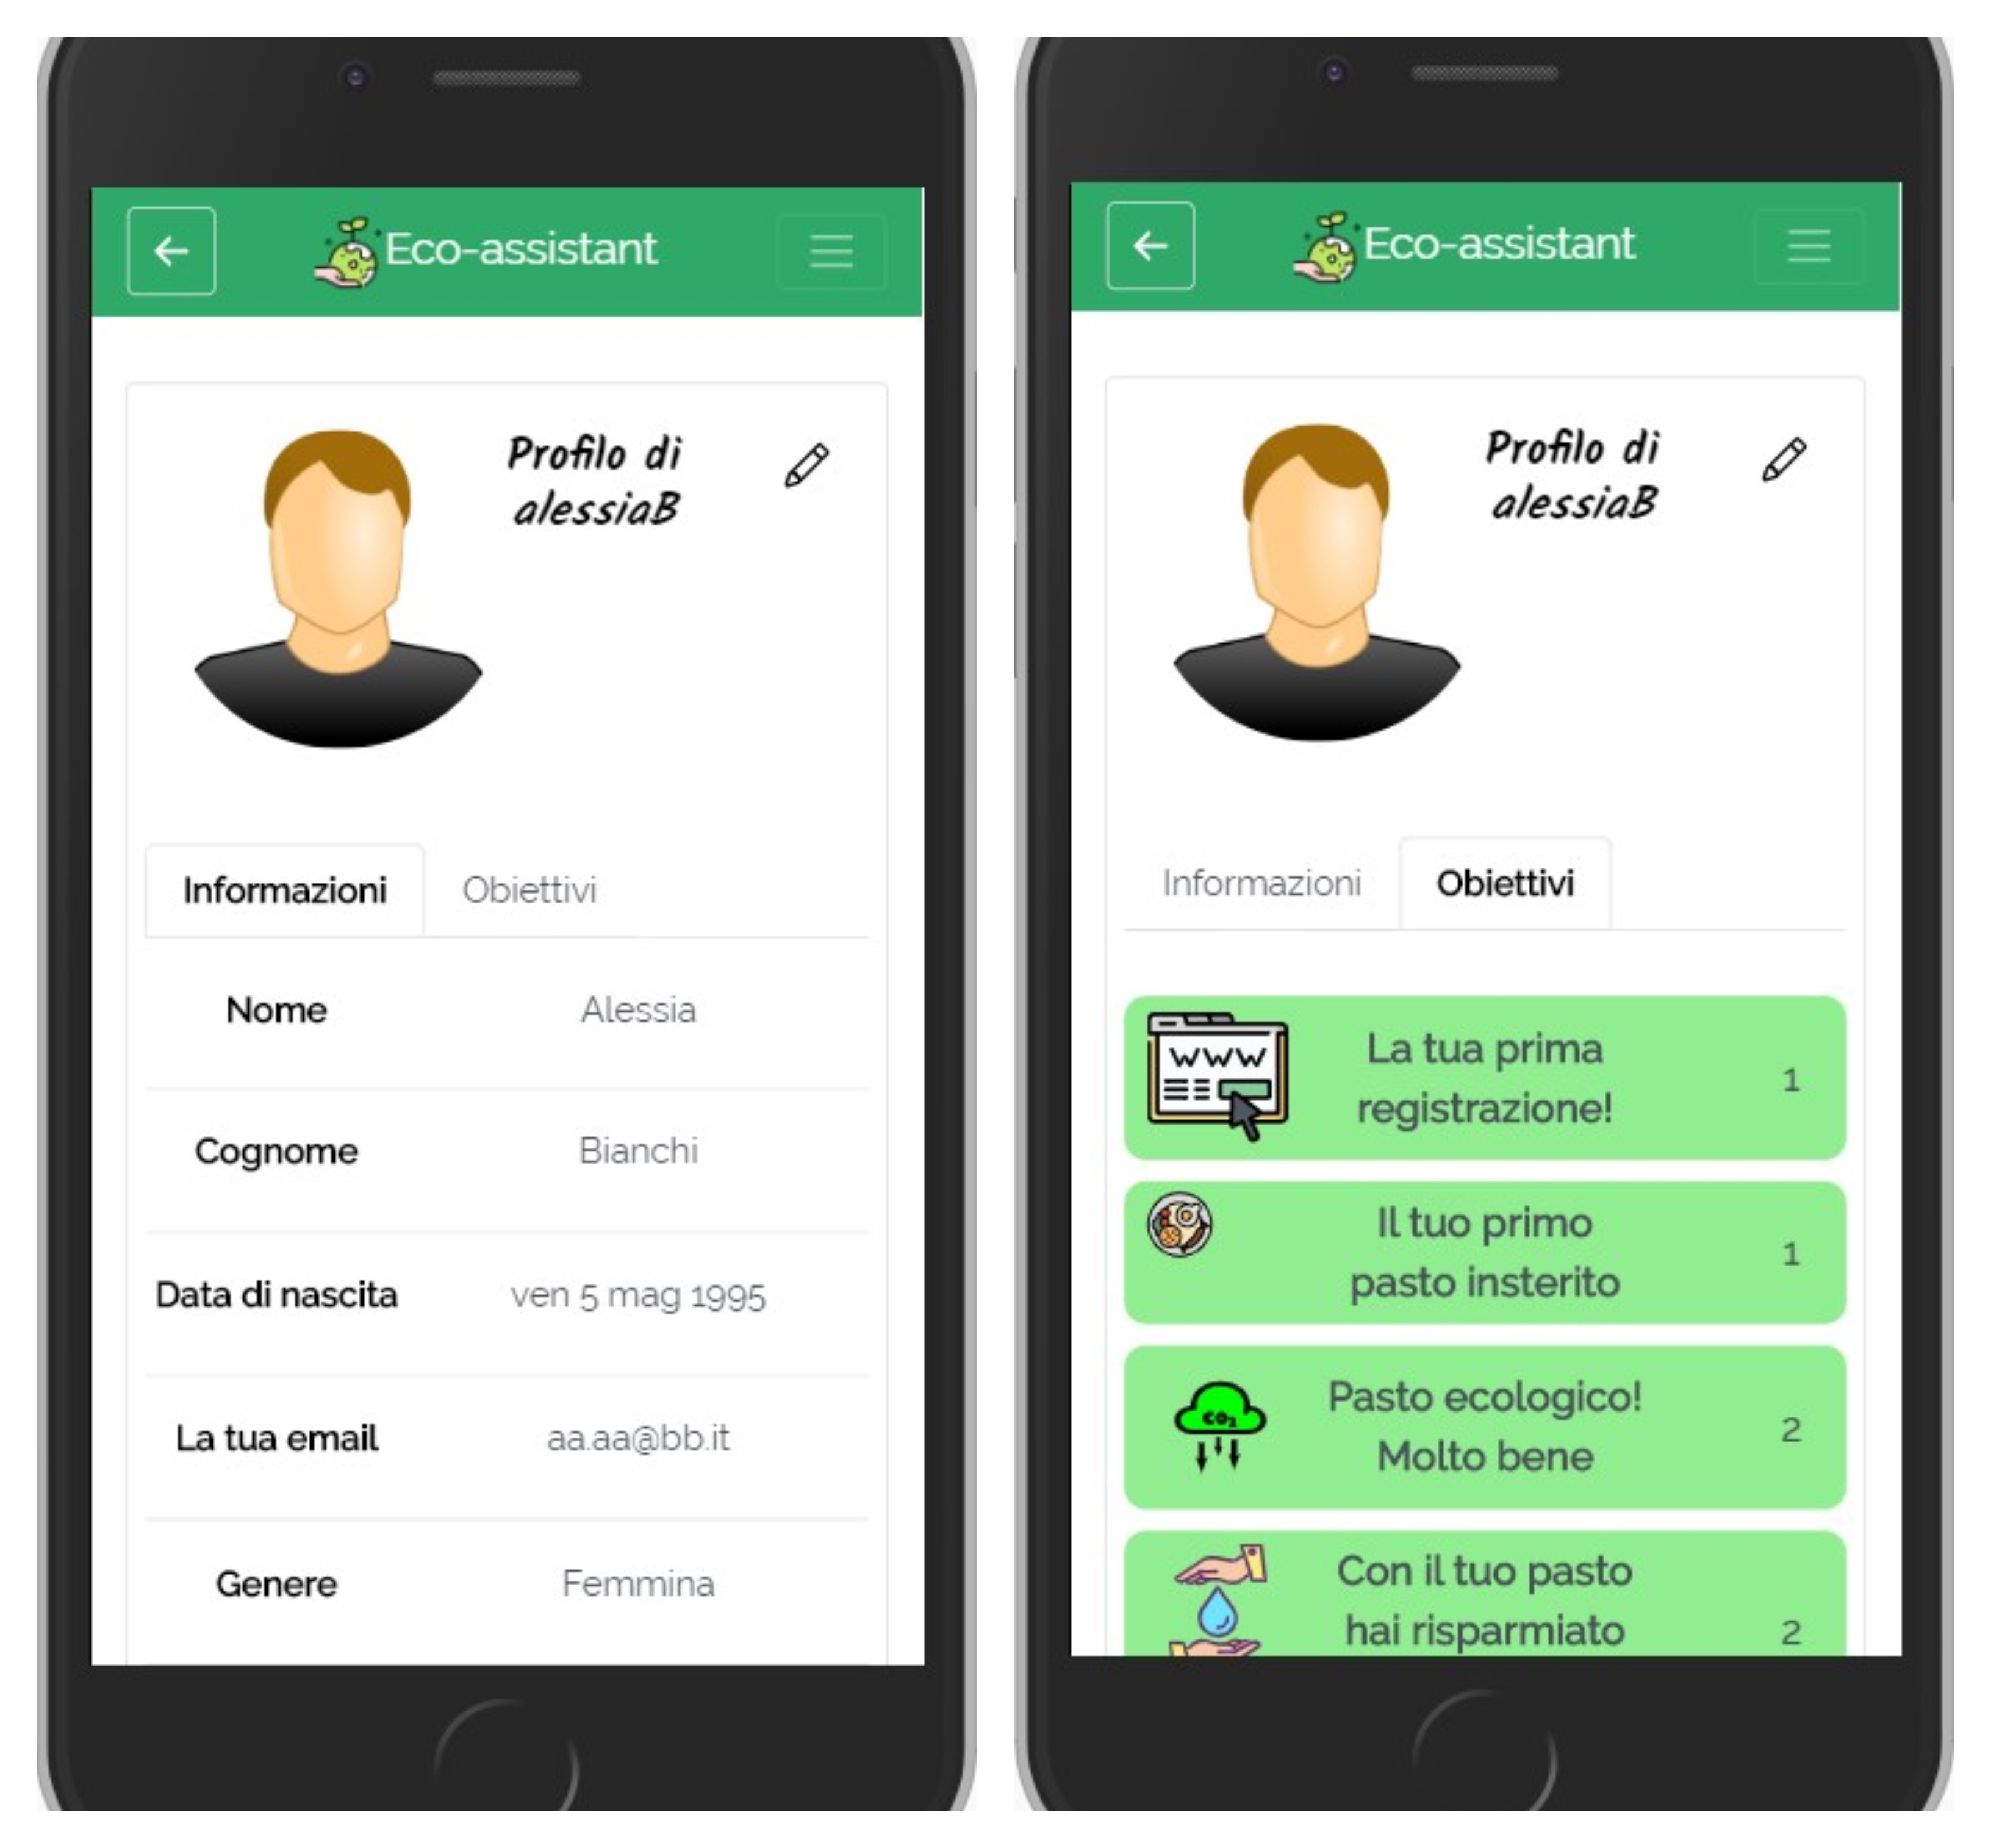 Eco-assistant
Profilo di
alessiaB
Informazioni Obiettivi
Nome Alessia
Cognome Bianchi
Data di nascita ven 5 mag 1995
La tua email aa.aa@bb.it
Genere Femmina
Eco-assistant
Profilo di
alessiaB
Informazioni Obiettivi
WWW
La tua prima
registrazione!
1
Il tuo primo
pasto insterito
1
CO₂
Pasto ecologico!
Molto bene
2
Con il tuo pasto
hai risparmiato
2